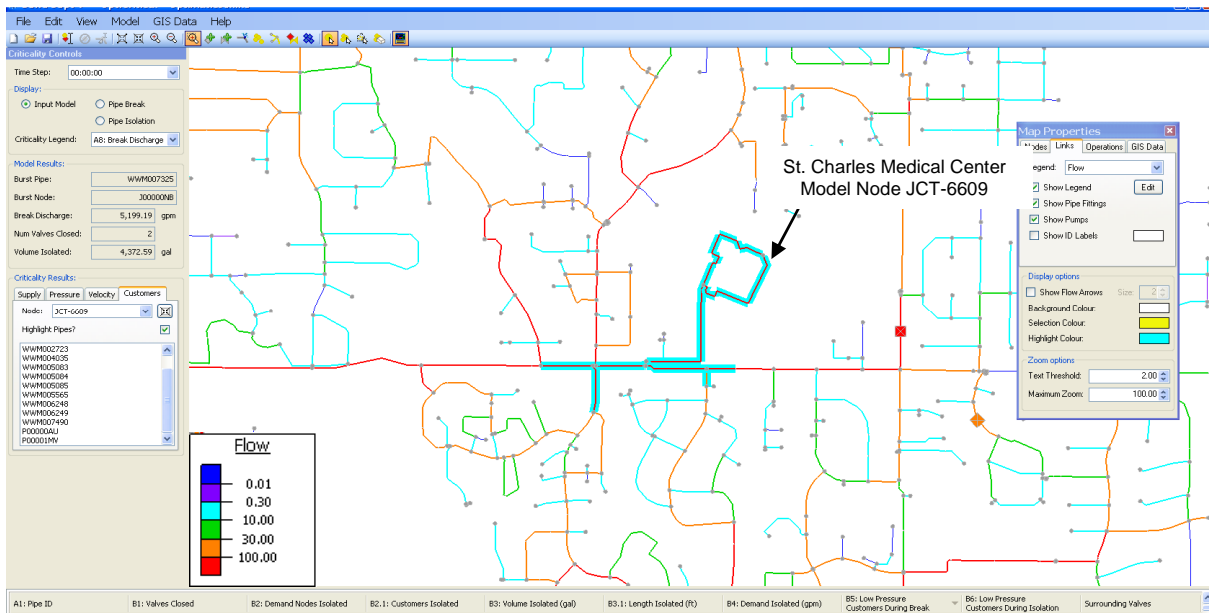 File Edit View Model GIS Data Help
Criticality Controls
Time Step: 00:00:00
Display:
Input Model Pipe Break
Pipe Isolation
Criticality Legend: A8: Break Discharge
Model Results:
Burst Pipe: WWM007325
Burst Node: J00000NB
Break Discharge: 5,199.19 gpm
Num Valves Closed: 2
Volume Isolated: 4,372.59 gal
Criticality Results:
Supply Pressure Velocity Customers
Node: JCT-6609
Highlight Pipes?
WWM002723
WWM004035
WWM005083
WWM005084
WWM005085
WWM005565
WWM006248
WWM006249
WWM007490
P00000AU
P00001MV
St. Charles Medical Center
Model Node JCT-6609
Flow
0.01
0.30
10.00
30.00
100.00
Map Properties
Nodes Links Operations GIS Data
egend: Flow
Show Legend Edit
Show Pipe Fittings
Show Pumps
Show ID Labels
Display options
Show Flow Arrows Size: 2
Background Colour:
Selection Colour:
Highlight Colour:
Zoom options
Text Threshold: 2.00
Maximum Zoom: 100.00
A1: Pipe ID B1: Valves Closed B2: Demand Nodes Isolated B2.1: Customers Isolated B3: Volume Isolated (gal) B3.1: Length Isolated (ft) B4: Demand Isolated (gpm) B5: Low Pressure Customers During Break B6: Low Pressure Customers During Isolation Surrounding Valves